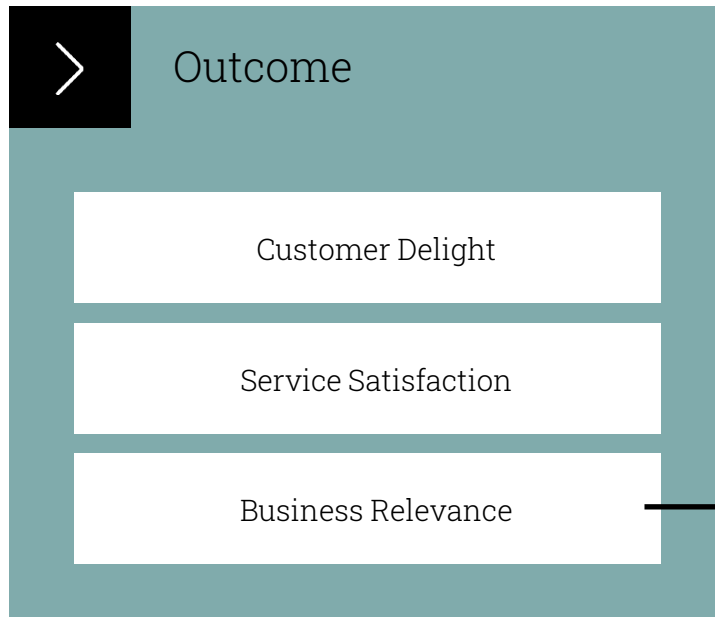 Outcome
Customer Delight
Service Satisfaction
Business Relevance